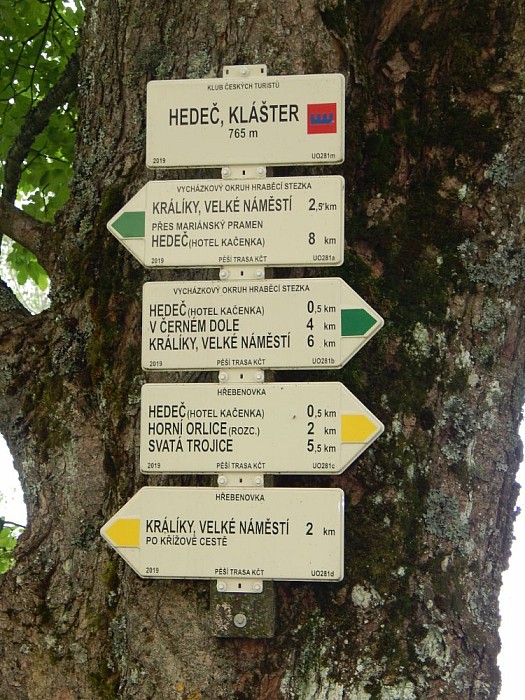 KLUB ČESKÝCH TURISTŮ
HEDEČ, KLÁŠTER
765 m
2019 UO281m
VYCHÁZKOVÝ OKRUH HRABĚCÍ STEZKA
KRÁLÍKY, VELKÉ NÁMĚSTÍ 2,5 km
PŘES MARIÁNSKÝ PRAMEN
HEDEČ (HOTEL KAČENKA) 8 km
2019 PĚŠÍ TRASA KČT UO281a
VYCHÁZKOVÝ OKRUH HRABĚCÍ STEZKA
HEDEČ (HOTEL KAČENKA) 0,5 km
V ČERNÉM DOLE 4 km
KRÁLÍKY, VELKÉ NÁMĚSTÍ 6 km
2019 PĚŠÍ TRASA KČT UO281b
HŘEBENOVKA
HEDEČ (HOTEL KAČENKA) 0,5 km
HORNÍ ORLICE (ROZC.) 2 km
SVATÁ TROJICE 5,5 km
2019 PĚŠÍ TRASA KČT UO281c
HŘEBENOVKA
KRÁLÍKY, VELKÉ NÁMĚSTÍ 2 km
PO KŘÍŽOVÉ CESTĚ
2019 PĚŠÍ TRASA KČT UO281d